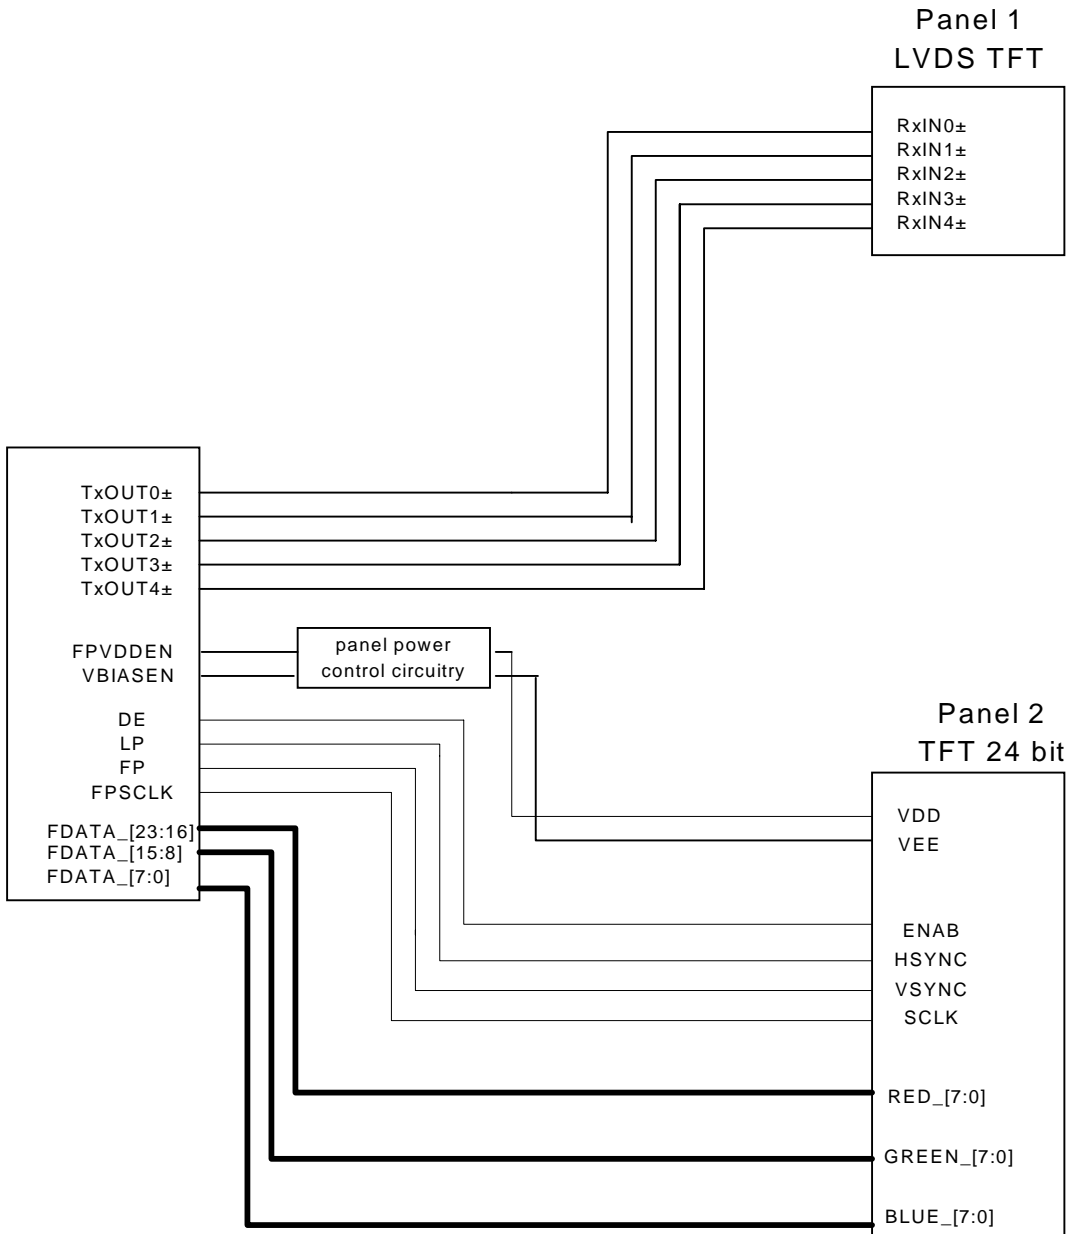 Panel 1
LVDS TFT
RxIN0±
RxIN1±
RxIN2±
RxIN3±
RxIN4±
TxOUT0±
TxOUT1±
TxOUT2±
TxOUT3±
TxOUT4±
FPVDDEN
VBIASEN
panel power
control circuitry
DE
LP
FP
FPSCLK
FDATA_[23:16]
FDATA_[15:8]
FDATA_[7:0]
Panel 2
TFT 24 bit
VDD
VEE
ENAB
HSYNC
VSYNC
SCLK
RED_[7:0]
GREEN_[7:0]
BLUE_[7:0]